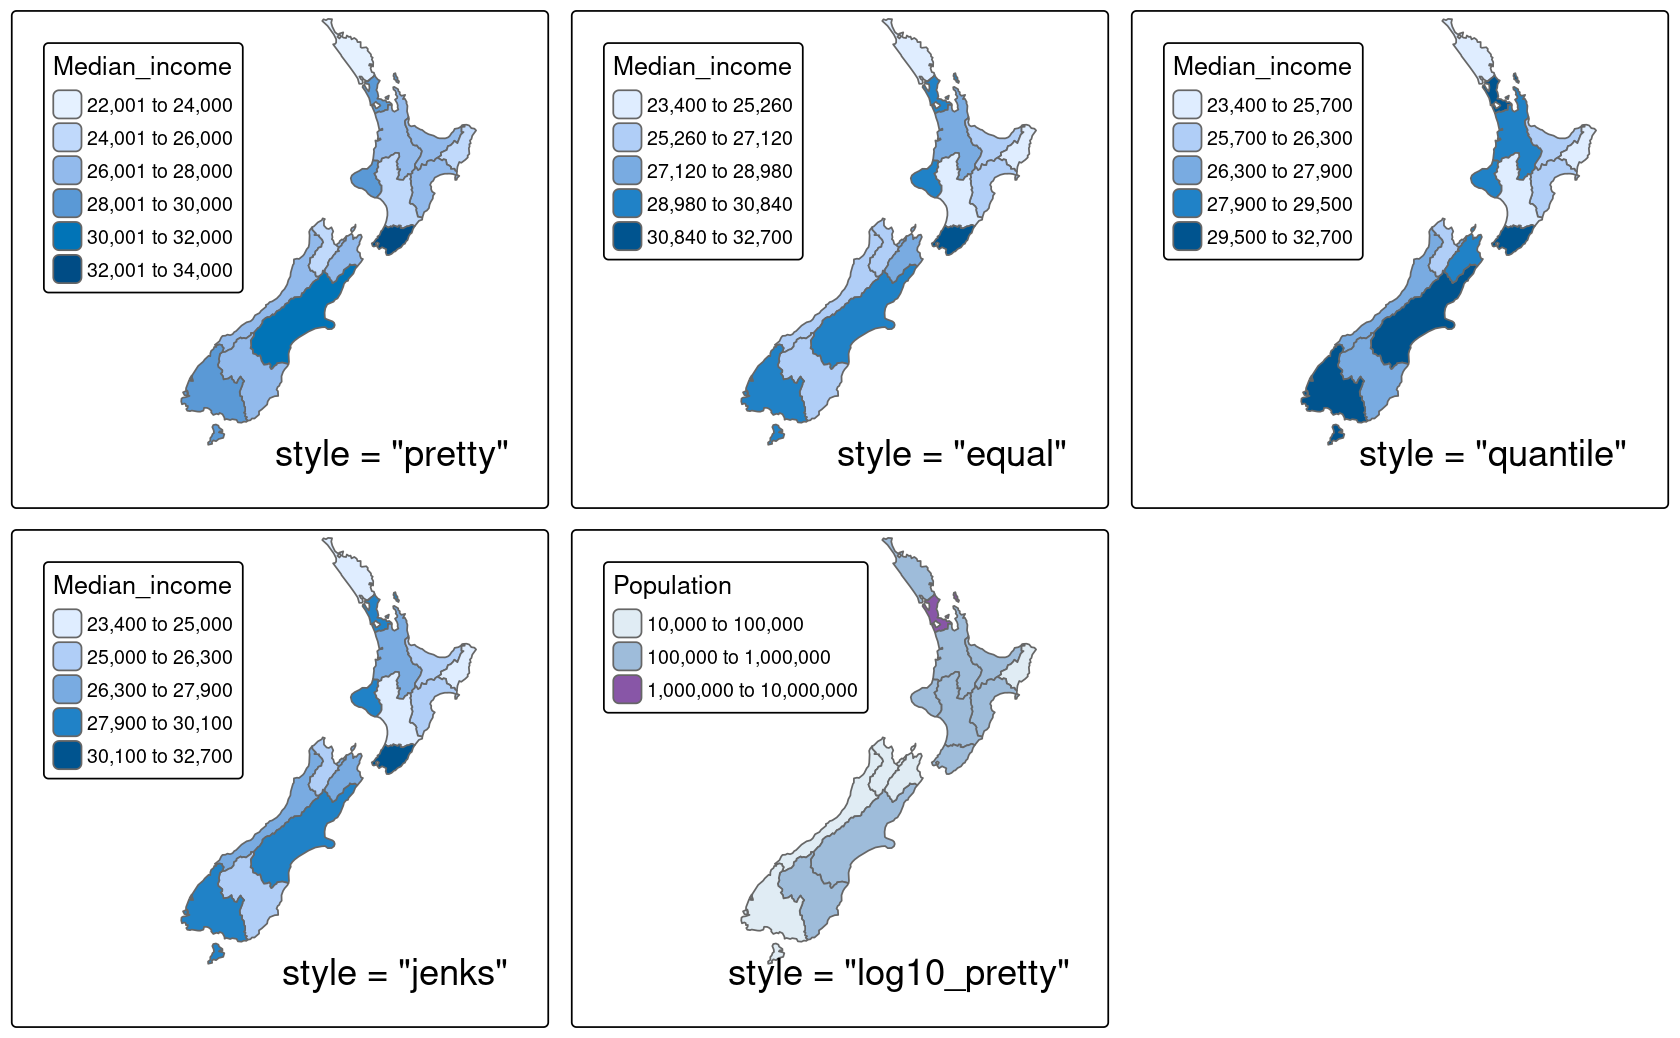 Median_income
22,001 to 24,000
24,001 to 26,000
26,001 to 28,000
28,001 to 30,000
30,001 to 32,000
32,001 to 34,000
style = "pretty"
Median_income
23,400 to 25,260
25,260 to 27,120
27,120 to 28,980
28,980 to 30,840
30,840 to 32,700
style = "equal"
Median_income
23,400 to 25,700
25,700 to 26,300
26,300 to 27,900
27,900 to 29,500
29,500 to 32,700
style = "quantile"
Median_income
23,400 to 25,000
25,000 to 26,300
26,300 to 27,900
27,900 to 30,100
30,100 to 32,700
style = "jenks"
Population
10,000 to 100,000
100,000 to 1,000,000
1,000,000 to 10,000,000
style = "log10_pretty"